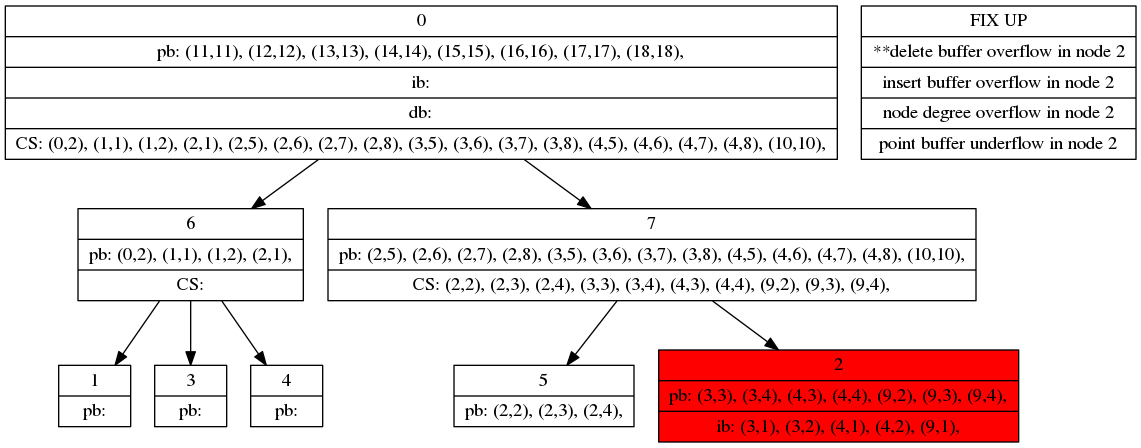 0
pb: (11,11), (12,12), (13,13), (14,14), (15,15), (16,16), (17,17), (18,18),
ib:
db:
CS: (0,2), (1,1), (1,2), (2,1), (2,5), (2,6), (2,7), (2,8), (3,5), (3,6), (3,7), (3,8), (4,5), (4,6), (4,7), (4,8), (10,10),
FIX UP
**delete buffer overflow in node 2
insert buffer overflow in node 2
node degree overflow in node 2
point buffer underflow in node 2
6
pb: (0,2), (1,1), (1,2), (2,1),
CS:
7
pb: (2,5), (2,6), (2,7), (2,8), (3,5), (3,6), (3,7), (3,8), (4,5), (4,6), (4,7), (4,8), (10,10),
CS: (2,2), (2,3), (2,4), (3,3), (3,4), (4,3), (4,4), (9,2), (9,3), (9,4),
1
pb:
3
pb:
4
pb:
5
pb: (2,2), (2,3), (2,4),
2
pb: (3,3), (3,4), (4,3), (4,4), (9,2), (9,3), (9,4),
ib: (3,1), (3,2), (4,1), (4,2), (9,1),